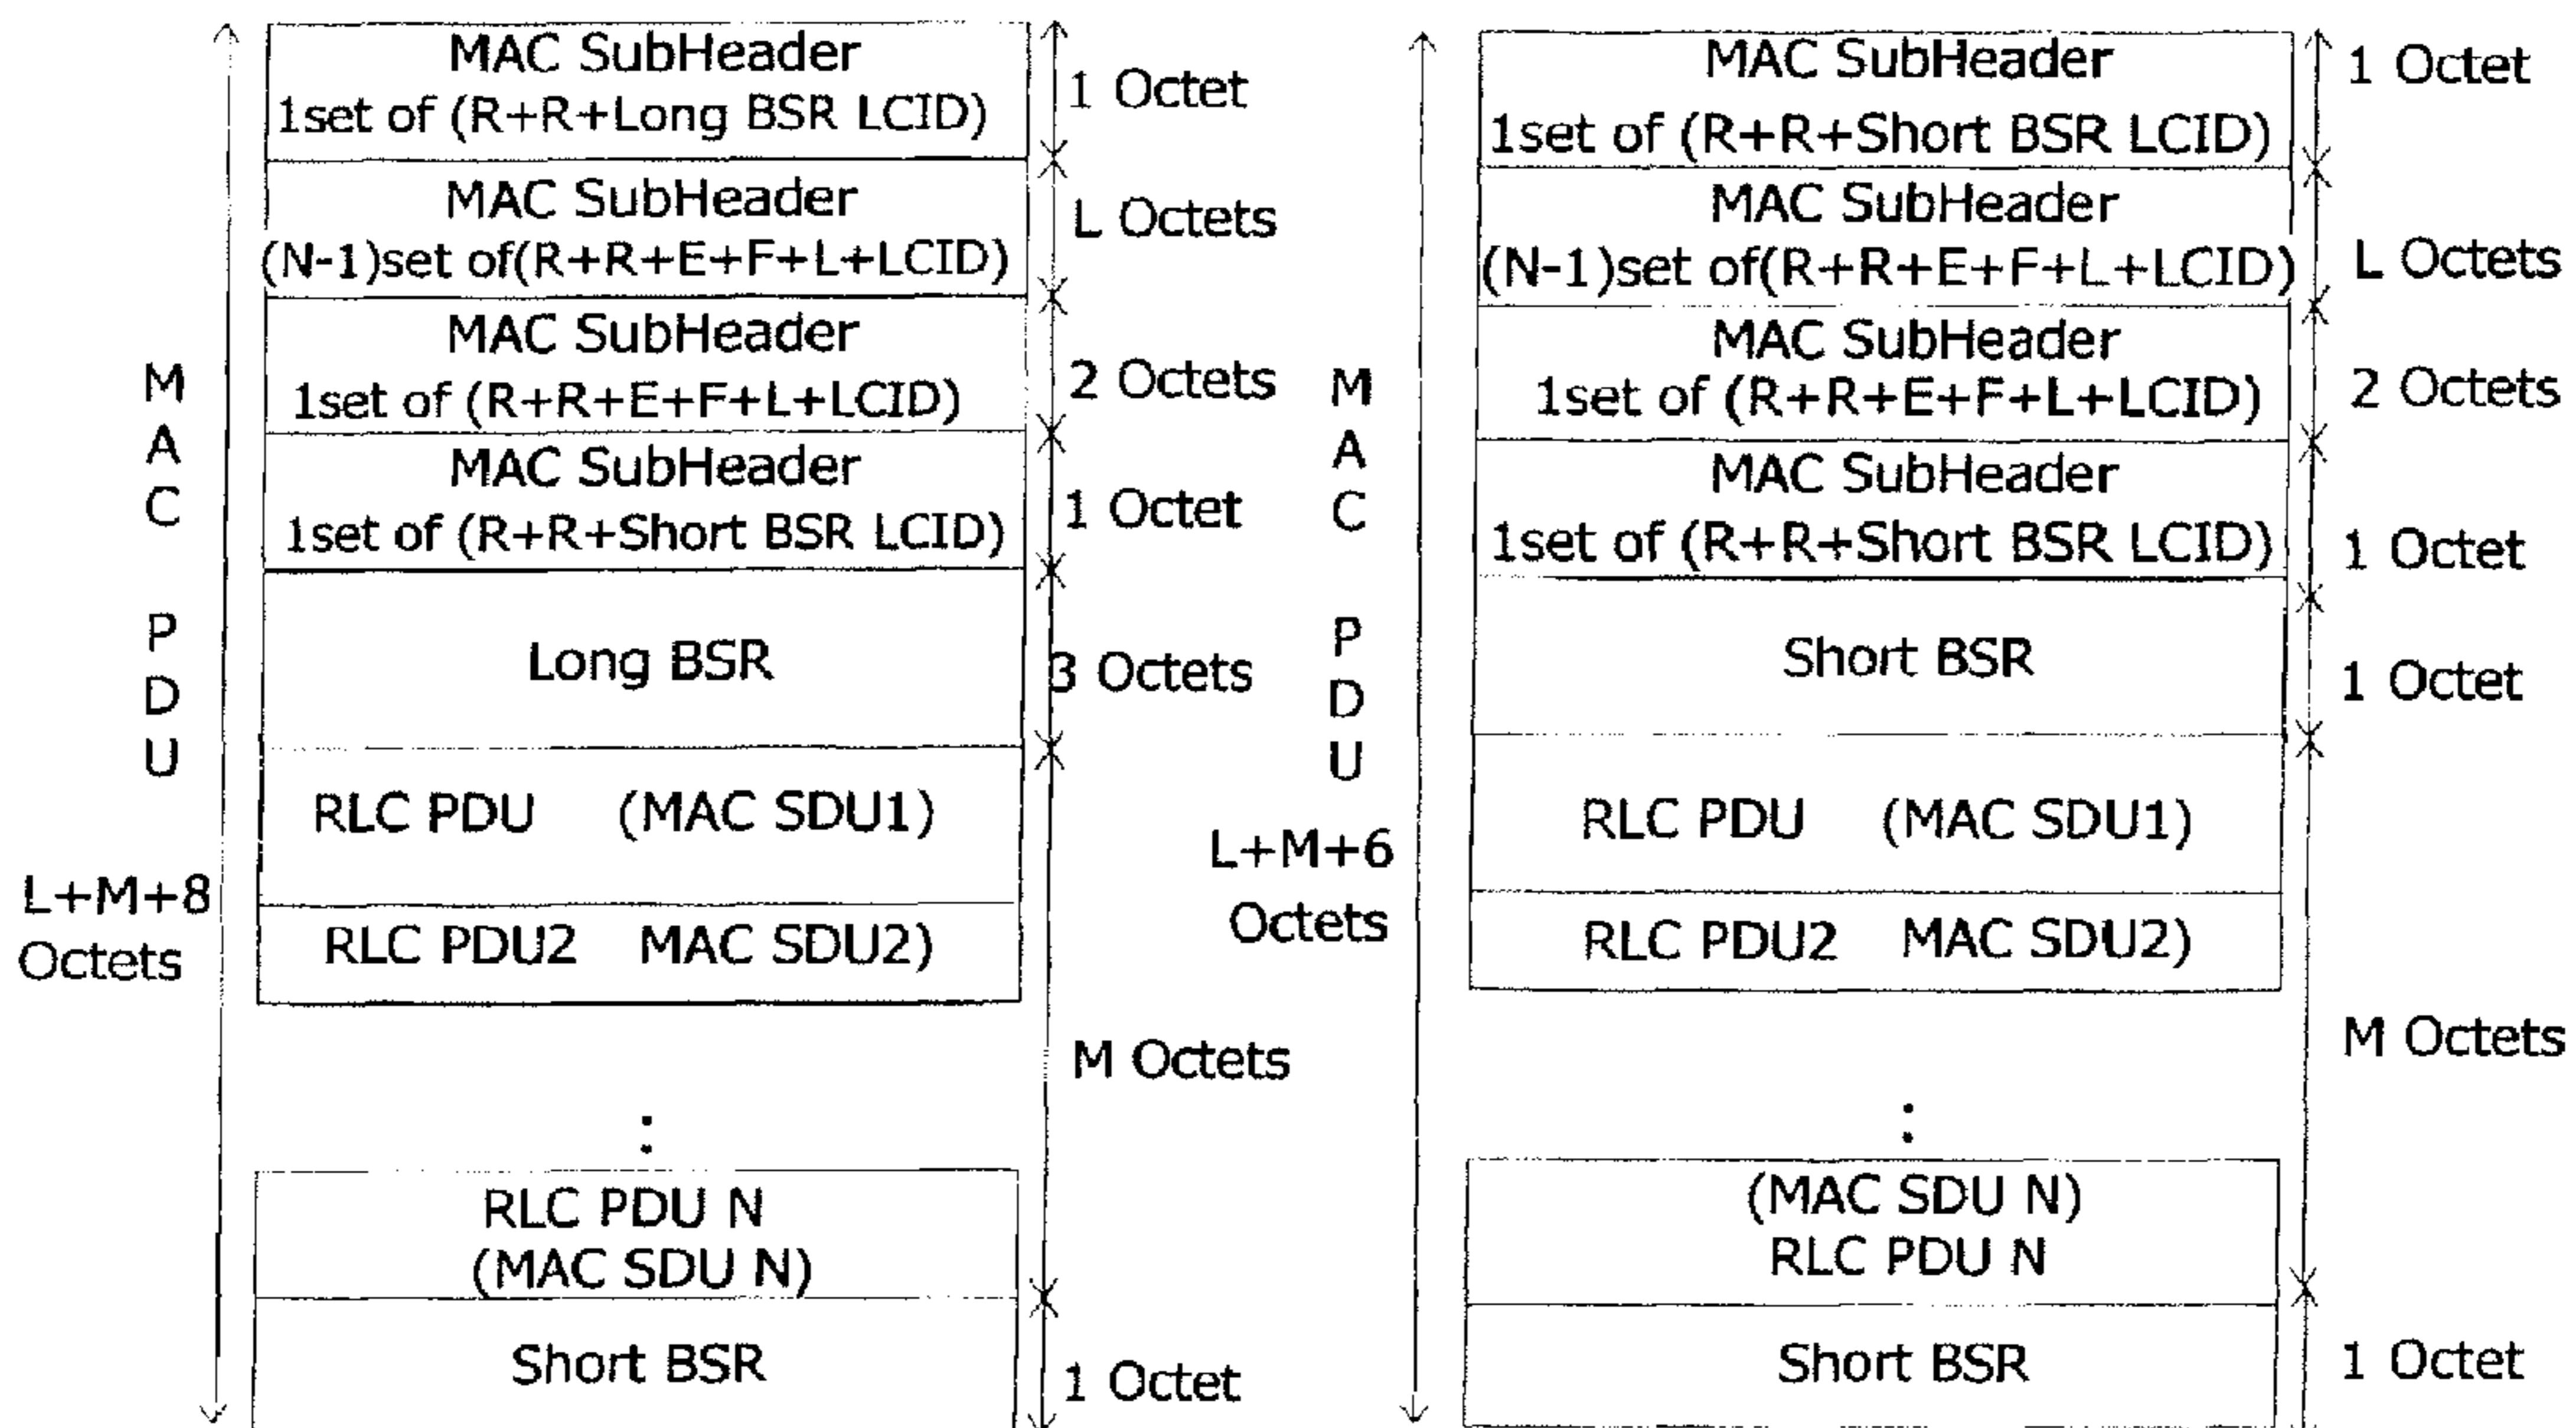 MAC SubHeader
1set of (R+R+Long BSR LCID)
1 Octet
MAC SubHeader
(N-1)set of(R+R+E+F+L+LCID)
L Octets
MAC SubHeader
1set of (R+R+E+F+L+LCID)
2 Octets
MAC SubHeader
1set of (R+R+Short BSR LCID)
1 Octet
Long BSR
3 Octets
RLC PDU (MAC SDU1)
RLC PDU2 MAC SDU2)
M Octets
:
RLC PDU N
(MAC SDU N)
Short BSR
1 Octet
M
A
C
P
D
U
L+M+8
Octets
MAC SubHeader
1set of (R+R+Short BSR LCID)
1 Octet
MAC SubHeader
(N-1)set of(R+R+E+F+L+LCID)
L Octets
MAC SubHeader
1set of (R+R+E+F+L+LCID)
2 Octets
MAC SubHeader
1set of (R+R+Short BSR LCID)
1 Octet
Short BSR
1 Octet
RLC PDU (MAC SDU1)
RLC PDU2 MAC SDU2)
M Octets
:
(MAC SDU N)
RLC PDU N
Short BSR
1 Octet
M
A
C
P
D
U
L+M+6
Octets